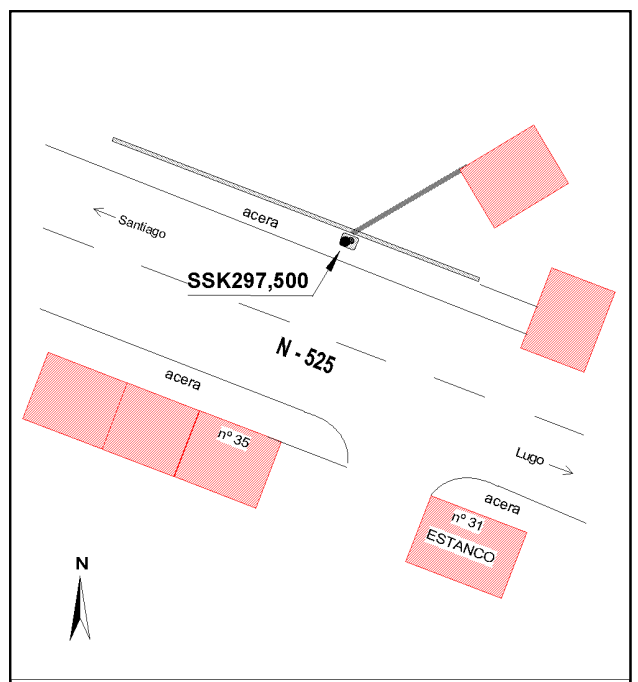 acera
Santiago
SSK297,500
N - 525
acera
nº 35
Lugo
acera
nº 31
ESTANCO
N